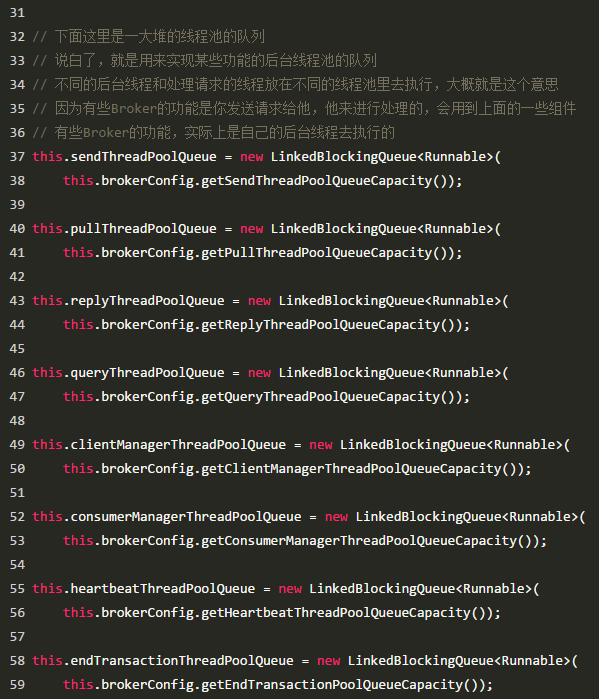 31
32 // 下面这里是一大堆的线程池的队列
33 // 说白了，就是用来实现某些功能的后台线程池的队列
34 // 不同的后台线程和处理请求的线程放在不同的线程池里去执行，大概就是这个意思
35 // 因为有些Broker的功能是你发送请求给他，他来进行处理的，会用到上面的一些组件
36 // 有些Broker的功能，实际上是自己的后台线程去执行的
37 this.sendThreadPoolQueue = new LinkedBlockingQueue<Runnable>(
38     this.brokerConfig.getSendThreadPoolQueueCapacity());
39
40 this.pullThreadPoolQueue = new LinkedBlockingQueue<Runnable>(
41     this.brokerConfig.getPullThreadPoolQueueCapacity());
42
43 this.replyThreadPoolQueue = new LinkedBlockingQueue<Runnable>(
44     this.brokerConfig.getReplyThreadPoolQueueCapacity());
45
46 this.queryThreadPoolQueue = new LinkedBlockingQueue<Runnable>(
47     this.brokerConfig.getQueryThreadPoolQueueCapacity());
48
49 this.clientManagerThreadPoolQueue = new LinkedBlockingQueue<Runnable>(
50     this.brokerConfig.getClientManagerThreadPoolQueueCapacity());
51
52 this.consumerManagerThreadPoolQueue = new LinkedBlockingQueue<Runnable>(
53     this.brokerConfig.getConsumerManagerThreadPoolQueueCapacity());
54
55 this.heartbeatThreadPoolQueue = new LinkedBlockingQueue<Runnable>(
56     this.brokerConfig.getHeartbeatThreadPoolQueueCapacity());
57
58 this.endTransactionThreadPoolQueue = new LinkedBlockingQueue<Runnable>(
59     this.brokerConfig.getEndTransactionPoolQueueCapacity());